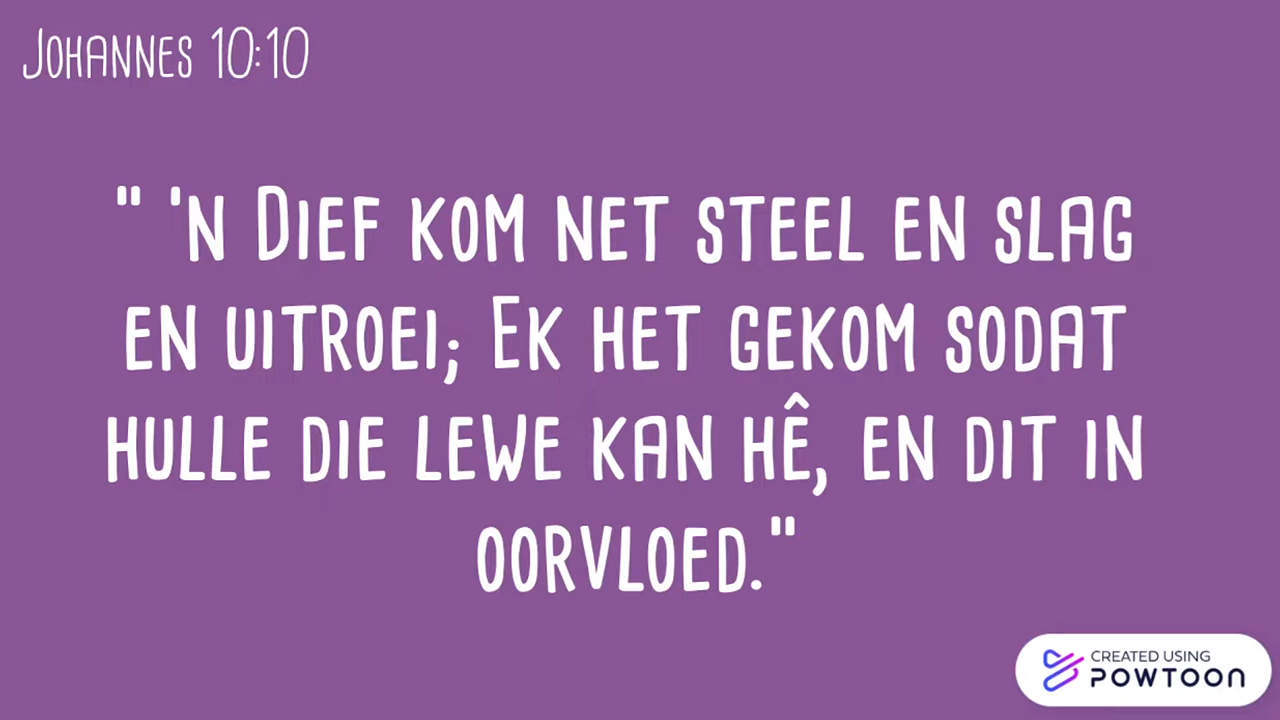 Johannes 10:10
" 'n Dief kom net steel en slag
en uitroei; Ek het gekom sodat
hulle die lewe kan hê, en dit in
oorvloed."
CREATED USING
POWTOON